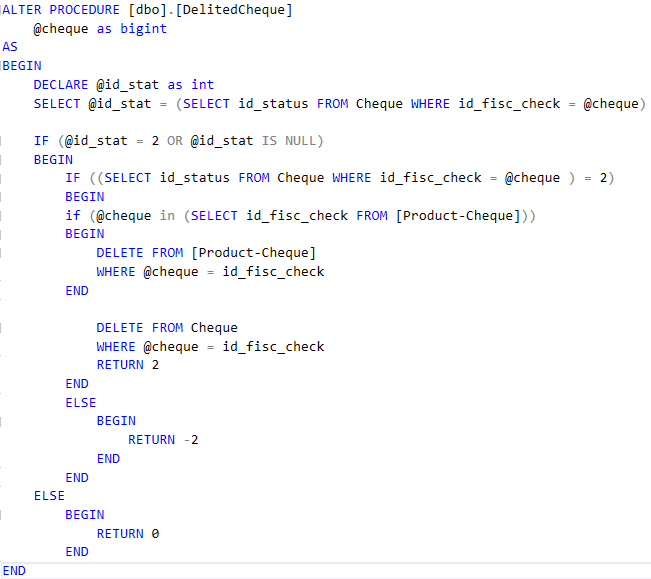 ALTER PROCEDURE [dbo].[DelitedCheque]
    @cheque as bigint
AS
BEGIN
    DECLARE @id_stat as int
    SELECT @id_stat = (SELECT id_status FROM Cheque WHERE id_fisc_check = @cheque)
    IF (@id_stat = 2 OR @id_stat IS NULL)
    BEGIN
        IF ((SELECT id_status FROM Cheque WHERE id_fisc_check = @cheque ) = 2)
        BEGIN
        if (@cheque in (SELECT id_fisc_check FROM [Product-Cheque]))
        BEGIN
            DELETE FROM [Product-Cheque]
            WHERE @cheque = id_fisc_check
        END
            DELETE FROM Cheque
            WHERE @cheque = id_fisc_check
            RETURN 2
        END
        ELSE
            BEGIN
                RETURN -2
            END
        END
    ELSE
        BEGIN
            RETURN 0
        END
END